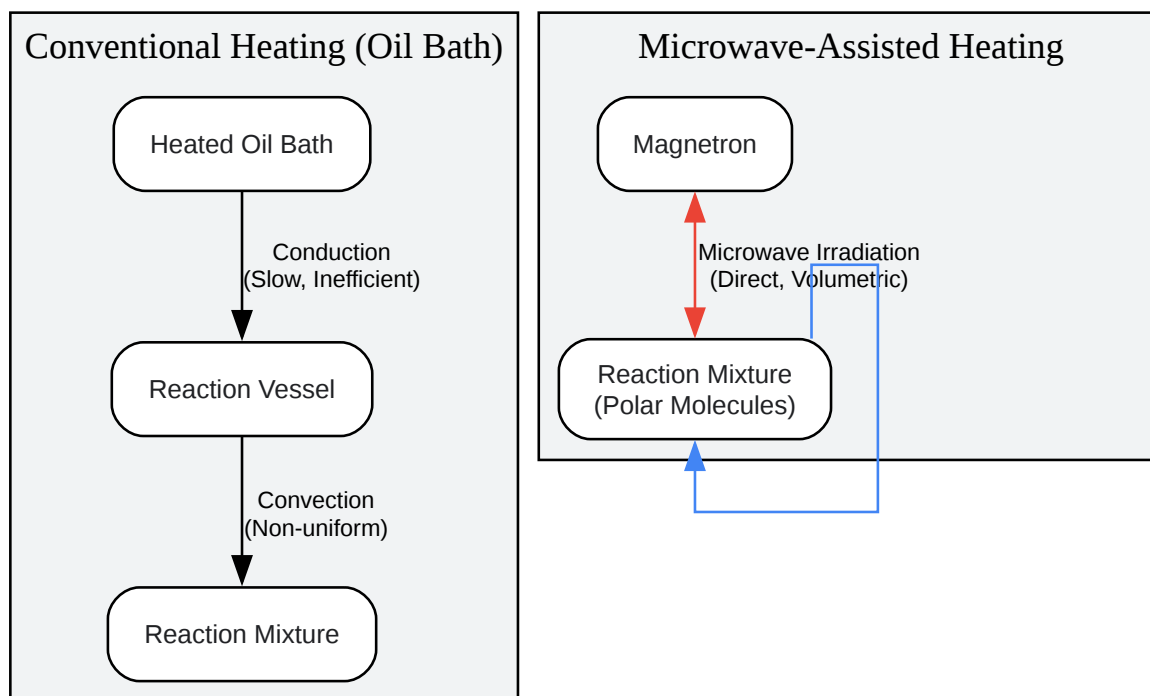 Conventional Heating (Oil Bath)
Heated Oil Bath
Conduction
(Slow, Inefficient)
Reaction Vessel
Convection
(Non-uniform)
Reaction Mixture
Microwave-Assisted Heating
Magnetron
Microwave Irradiation
(Direct, Volumetric)
Reaction Mixture
(Polar Molecules)